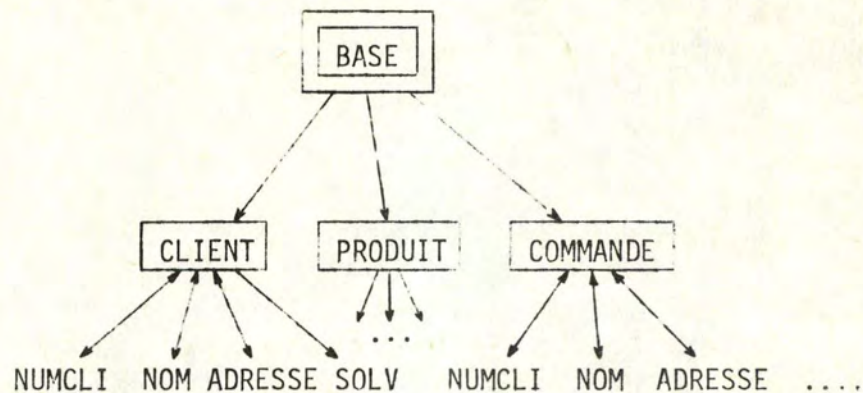 BASE
CLIENT PRODUIT COMMANDE
...
NUMCLI NOM ADRESSE SOLV NUMCLI NOM ADRESSE ....